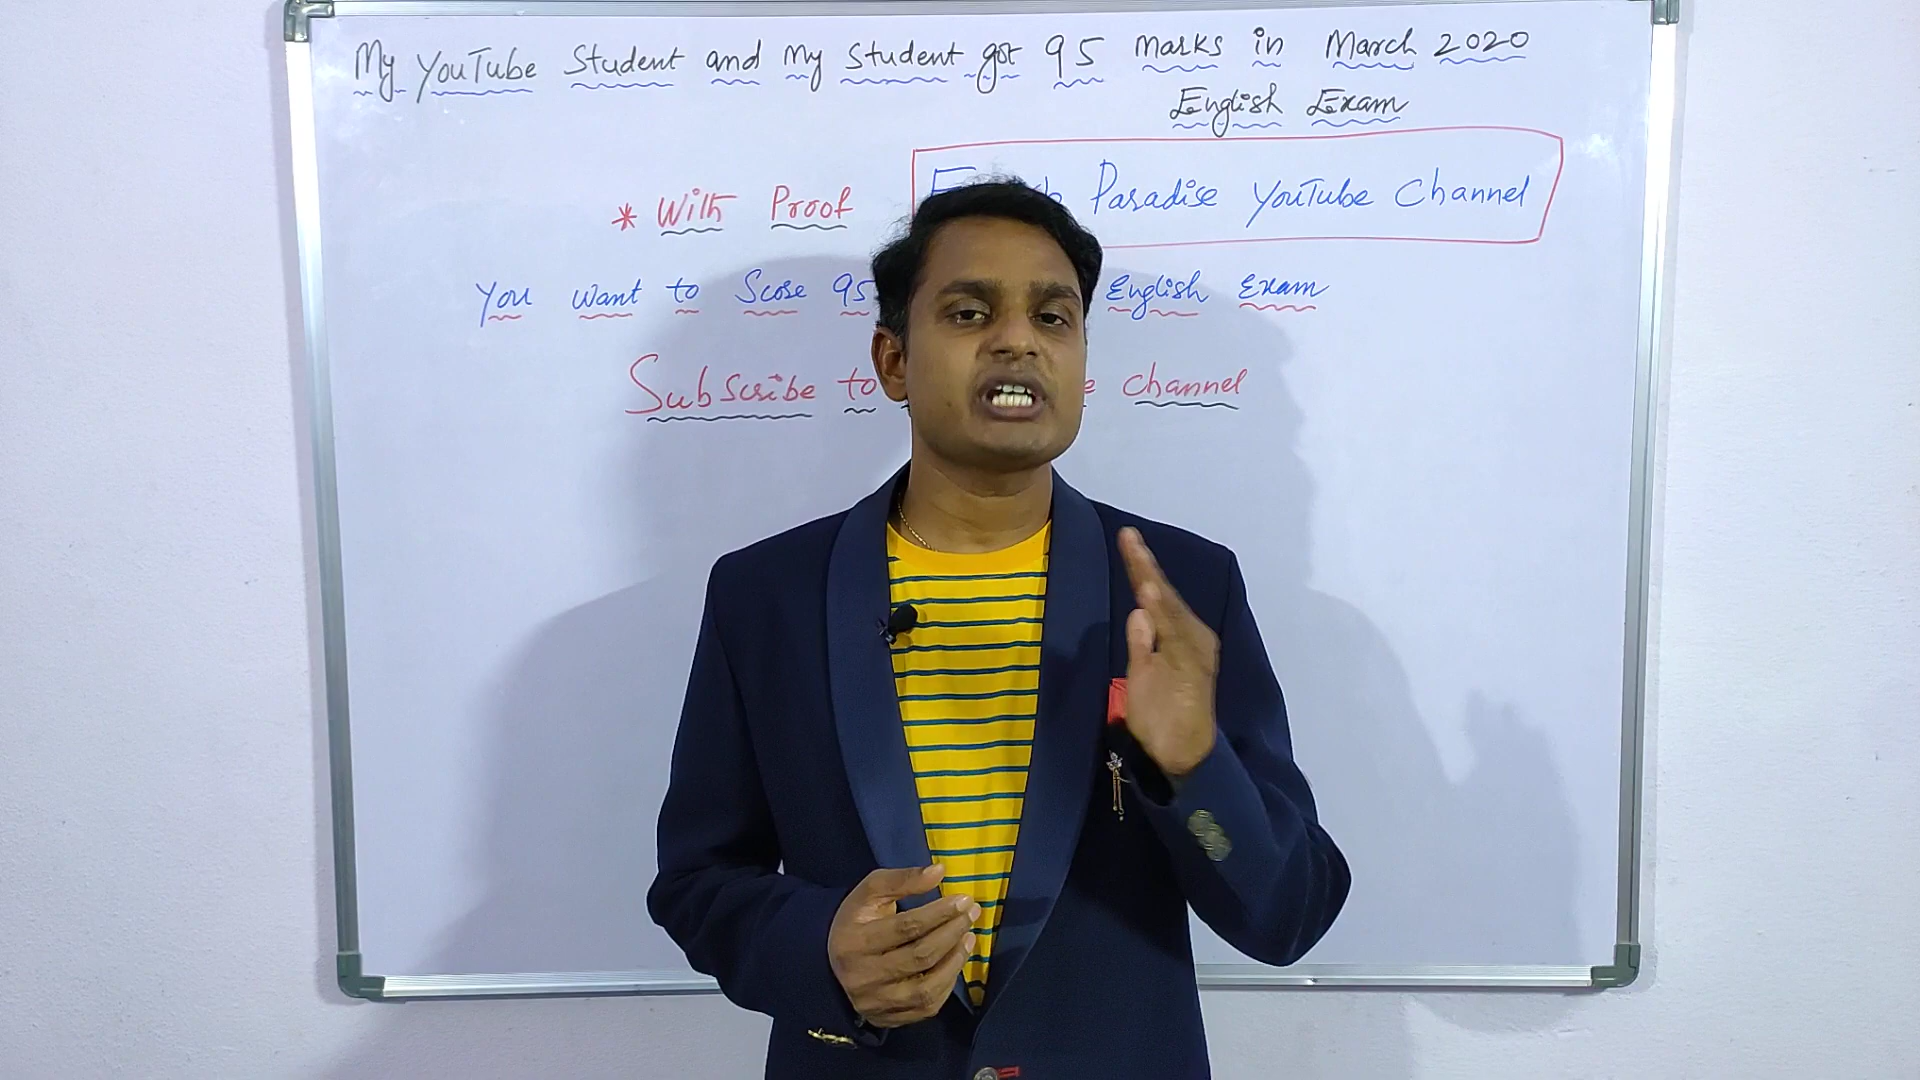 My YouTube Student and My Student got 95 Marks in March 2020
English Exam
* With Proof
Paradise YouTube Channel
You want to Score 95 English Exam
Subscribe to channel